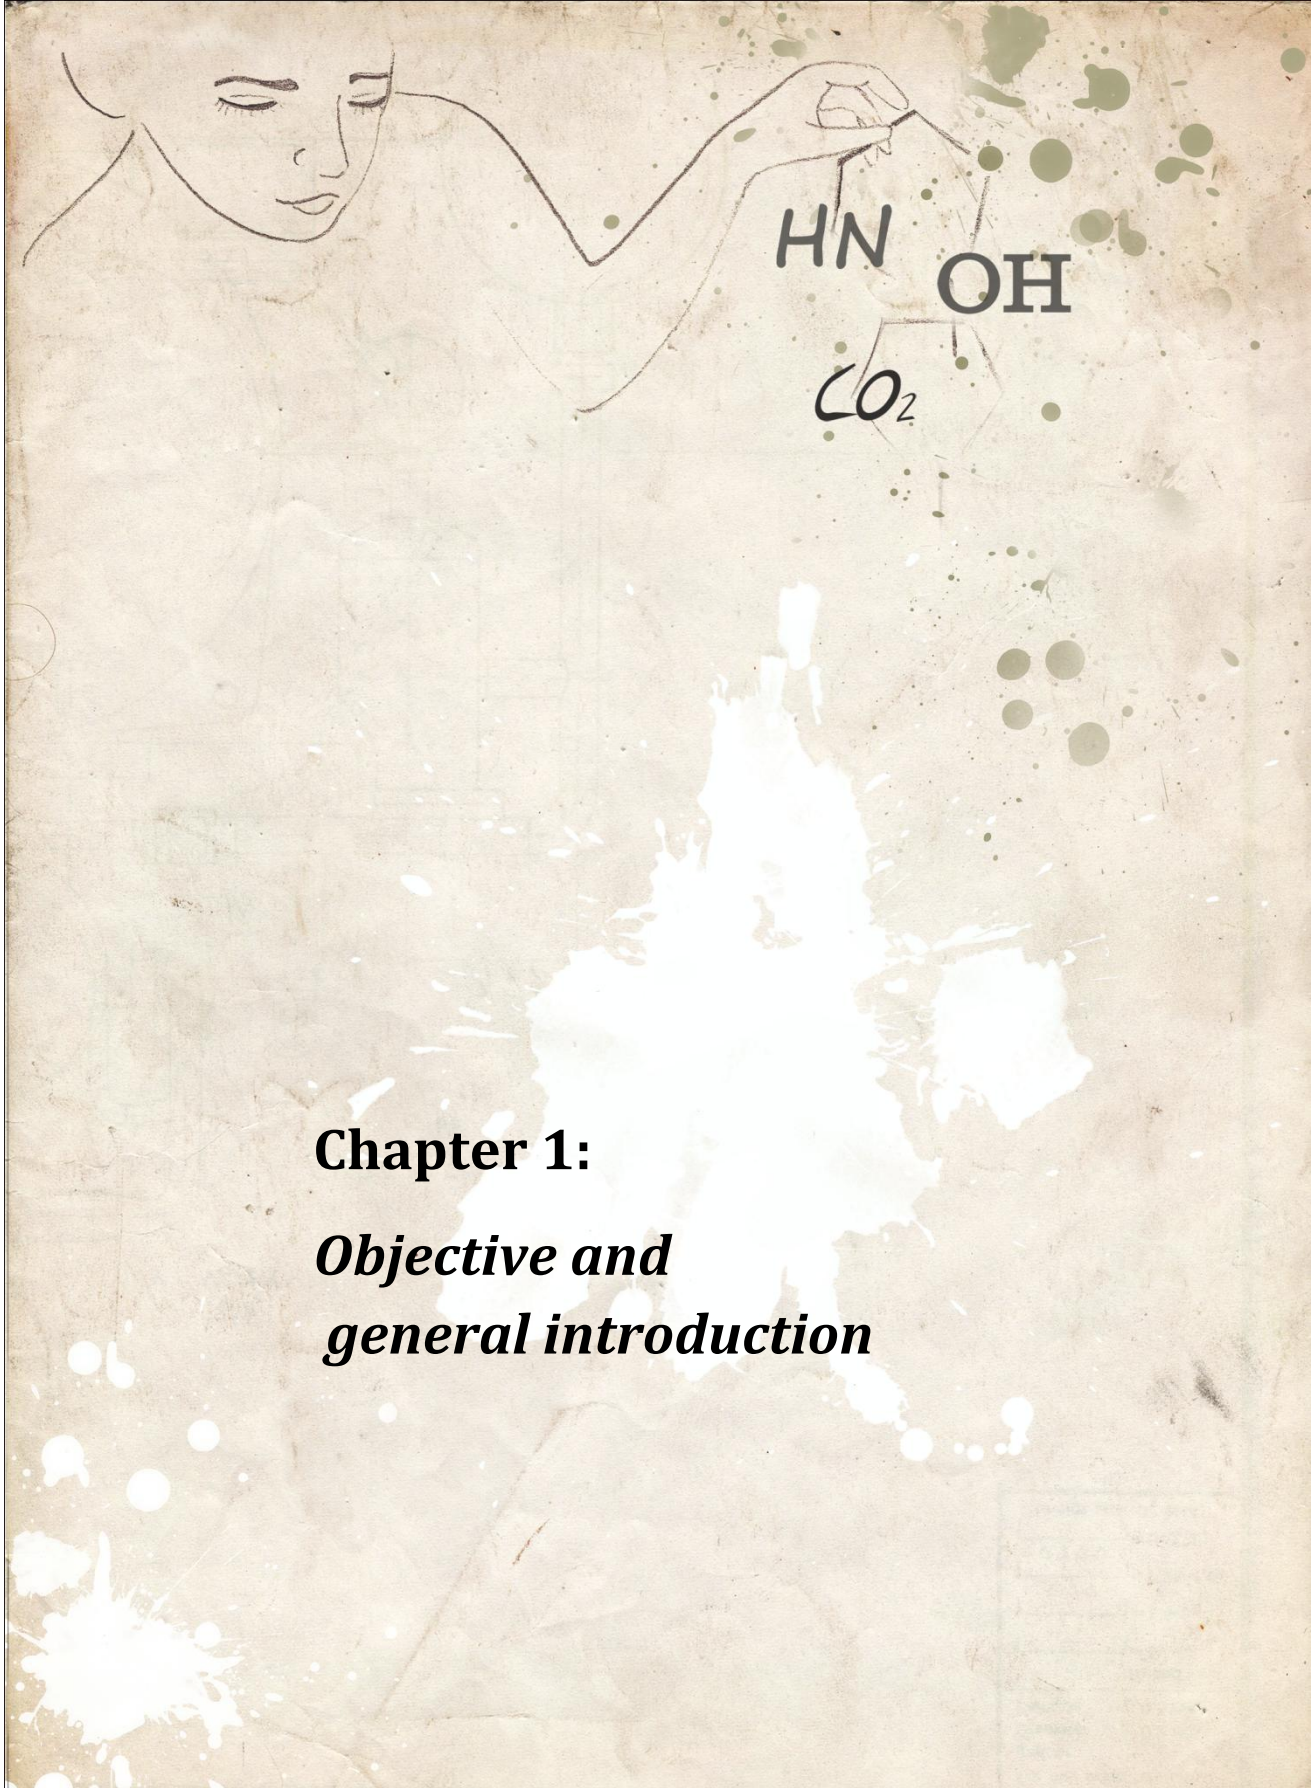 HN
OH
CO₂
Chapter 1:
Objective and
general introduction